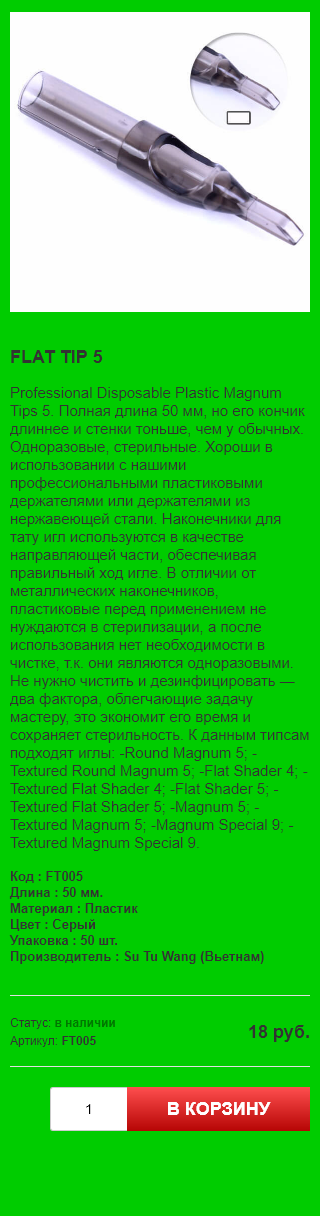 FLAT TIP 5
Professional Disposable Plastic Magnum
Tips 5. Полная длина 50 мм, но его кончик
длиннее и стенки тоньше, чем у обычных.
Одноразовые, стерильные. Хороши в
использовании с нашими
профессиональными пластиковыми
держателями или держателями из
нержавеющей стали. Наконечники для
тату игл используются в качестве
направляющей части, обеспечивая
правильный ход игле. В отличии от
металлических наконечников,
пластиковые перед применением не
нуждаются в стерилизации, а после
использования нет необходимости в
чистке, т.к. они являются одноразовыми.
Не нужно чистить и дезинфицировать —
два фактора, облегчающие задачу
мастеру, это экономит его время и
сохраняет стерильность. К данным типсам
подходят иглы: -Round Magnum 5; -
Textured Round Magnum 5; -Flat Shader 4; -
Textured Flat Shader 4; -Flat Shader 5; -
Textured Flat Shader 5; -Magnum 5; -
Textured Magnum 5; -Magnum Special 9; -
Textured Magnum Special 9.
Код : FT005
Длина : 50 мм.
Материал : Пластик
Цвет : Серый
Упаковка : 50 шт.
Производитель : Su Tu Wang (Вьетнам)
Статус: в наличии
Артикул: FT005
18 руб.
1
В КОРЗИНУ